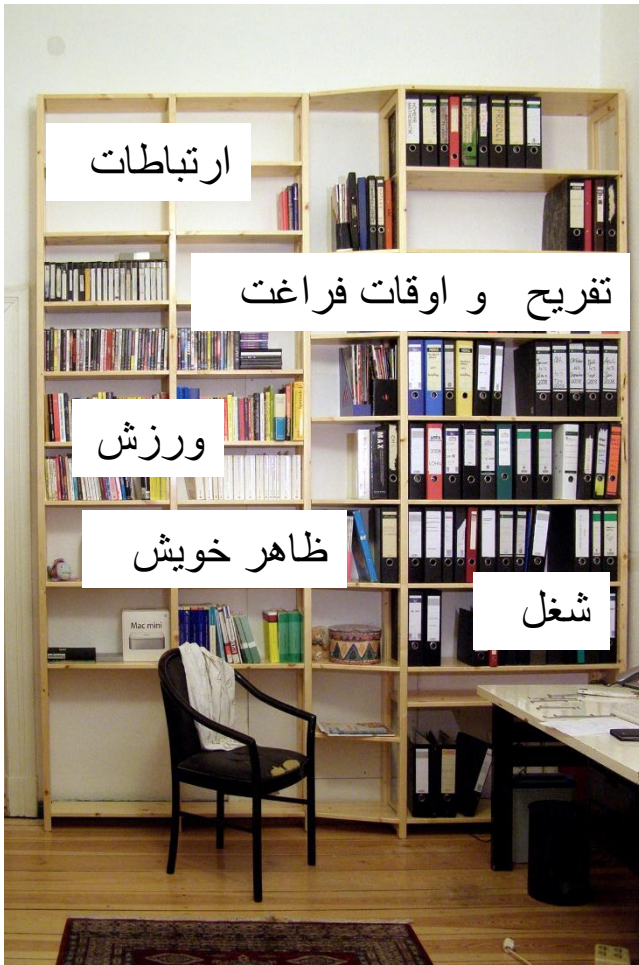 ارتباطات
تفریح و اوقات فراغت
ورزش
ظاهر خویش
شغل
Mac mini